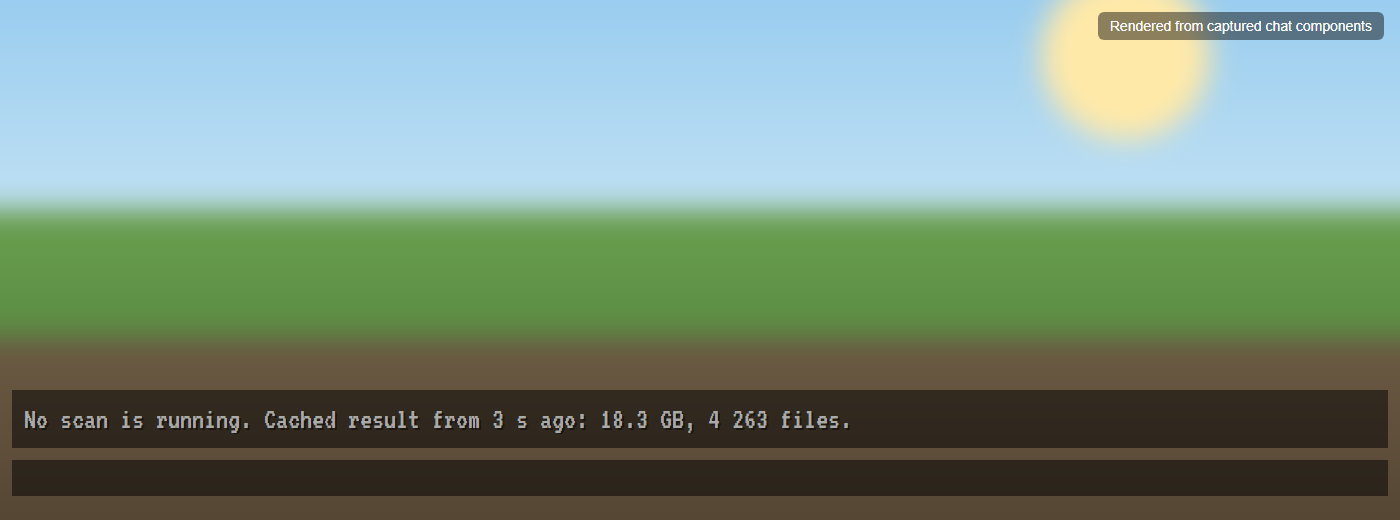 Rendered from captured chat components
No scan is running. Cached result from 3 s ago: 18.3 GB, 4 263 files.